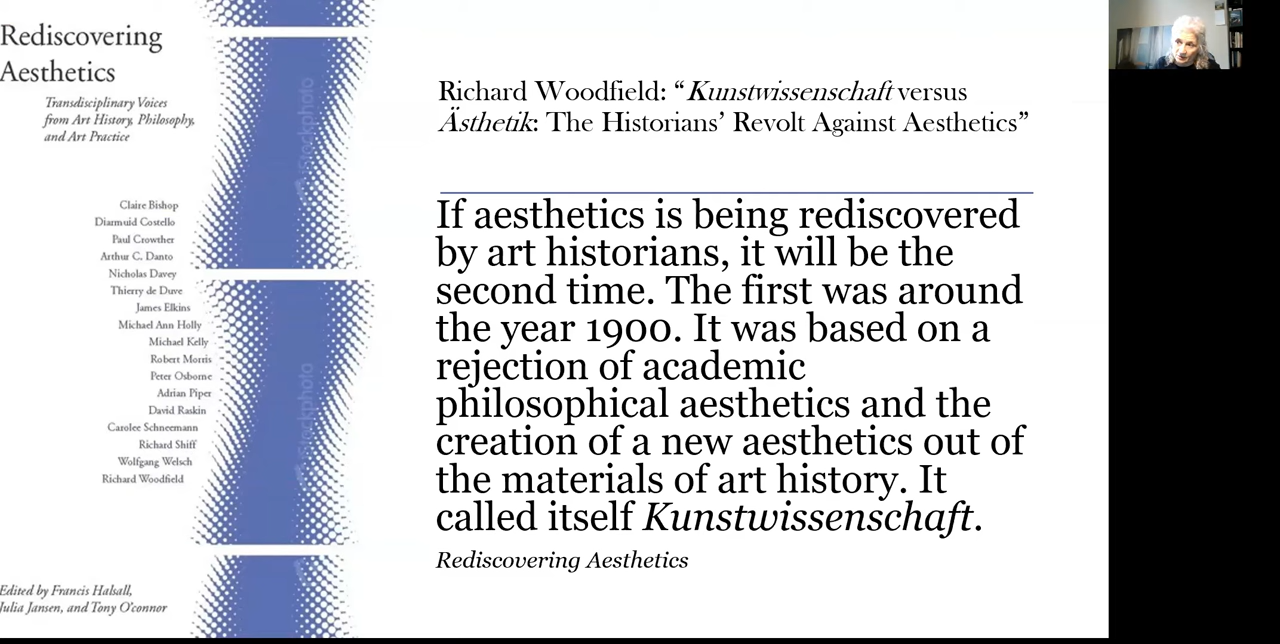 Rediscovering
Aesthetics
Transdisciplinary Voices
from Art History, Philosophy,
and Art Practice
Claire Bishop
Diarmuid Costello
Paul Crowther
Arthur C. Danto
Nicholas Davey
Thierry de Duve
James Elkins
Michael Ann Holly
Michael Kelly
Robert Morris
Peter Osborne
Adrian Piper
David Raskin
Carolee Schneemann
Richard Shiff
Wolfgang Welsch
Richard Woodfield
Edited by Francis Halsall,
Julia Jansen, and Tony O'connor
Richard Woodfield: “Kunstwissenschaft versus
Ästhetik: The Historians’ Revolt Against Aesthetics”
If aesthetics is being rediscovered
by art historians, it will be the
second time. The first was around
the year 1900. It was based on a
rejection of academic
philosophical aesthetics and the
creation of a new aesthetics out of
the materials of art history. It
called itself Kunstwissenschaft.
Rediscovering Aesthetics